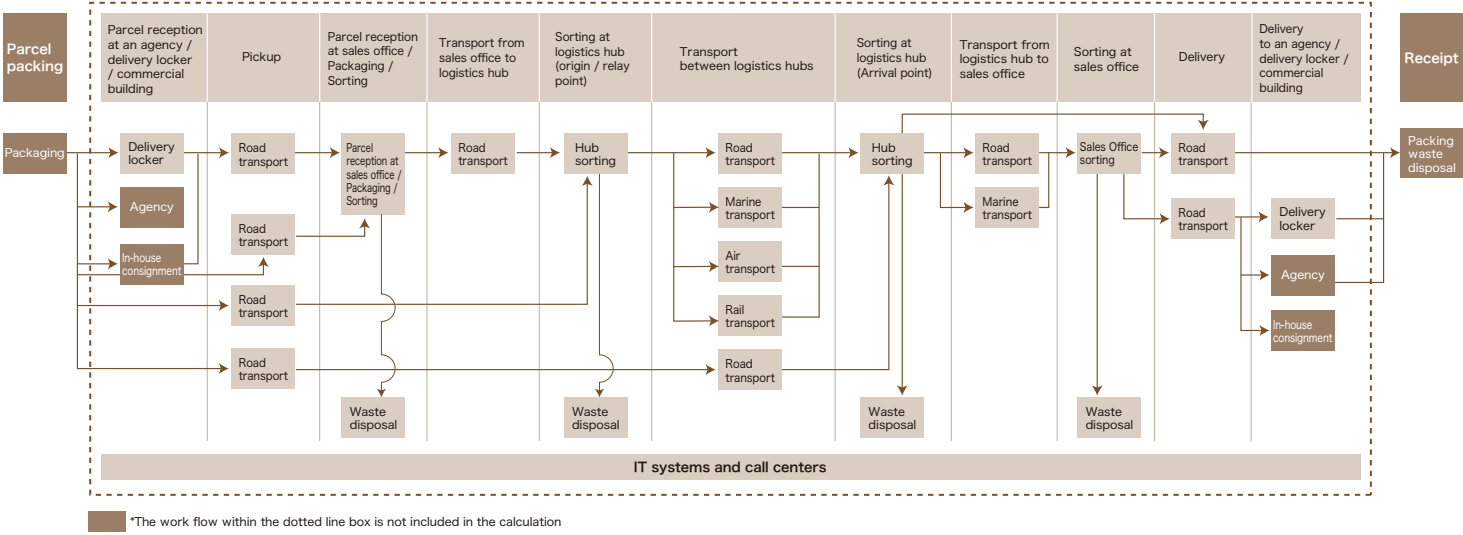 Parcel
packing
Parcel reception
at an agency /
delivery locker
/ commercial
building
Pickup
Parcel reception
at sales office /
Packaging /
Sorting
Transport from
sales office to
logistics hub
Sorting at
logistics hub
(origin / relay
point)
Transport
between logistics hubs
Sorting at
logistics hub
(Arrival point)
Transport from
logistics hub to
sales office
Sorting at
sales office
Delivery
Delivery
to an agency /
delivery locker /
commercial
building
Receipt
Packaging
Delivery
locker
Agency
In-house
consignment
Road
transport
Road
transport
Road
transport
Road
transport
Parcel
reception at
sales office /
Packaging /
Sorting
Waste
disposal
Road
transport
Hub
sorting
Waste
disposal
Road
transport
Marine
transport
Air
transport
Rail
transport
Road
transport
Hub
sorting
Waste
disposal
Road
transport
Marine
transport
Sales Office
sorting
Waste
disposal
Road
transport
Road
transport
Delivery
locker
Agency
In-house
consignment
Packing
waste
disposal
IT systems and call centers
*The work flow within the dotted line box is not included in the calculation